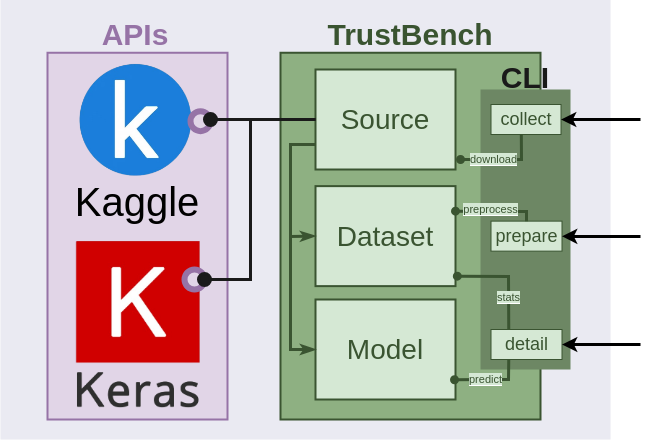 APIs
k
Kaggle
K
Keras
TrustBench
CLI
Source
collect
download
Dataset
preprocess
prepare
stats
Model
detail
predict